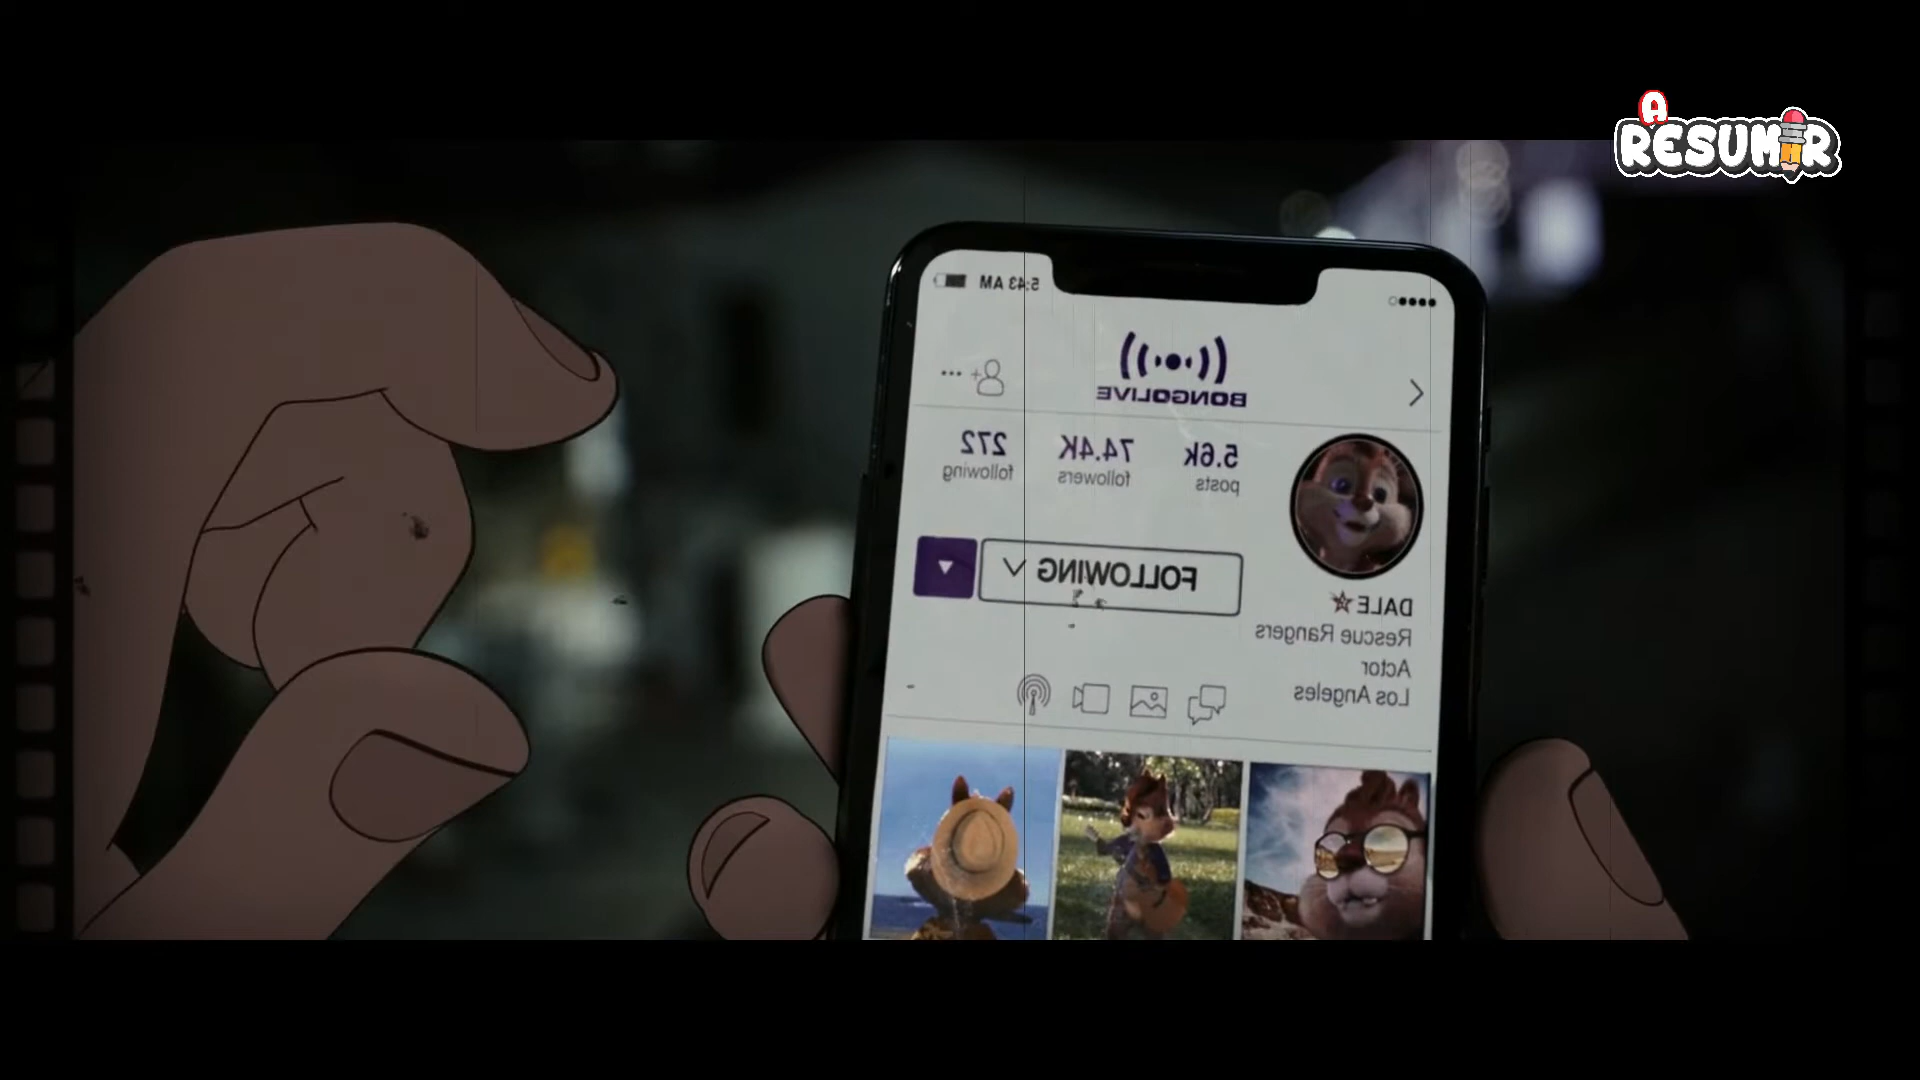 A
RESUMIR
5:43 AM
BONGOLIVE
5.6k
posts
74.4K
followers
272
following
FOLLOWING
DALE
Rescue Rangers
Actor
Los Angeles